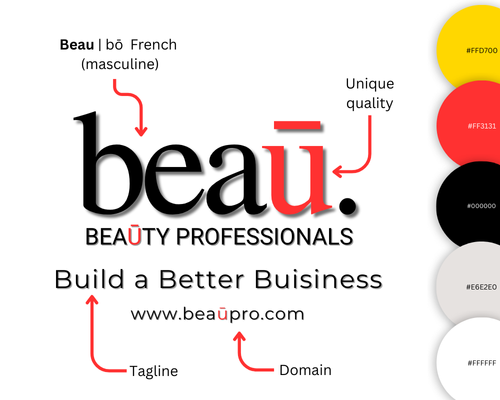 Beau | bō French
(masculine)
Unique
quality
beaū.
BEAŪTY PROFESSIONALS
Build a Better Buisiness
www.beaūpro.com
Tagline
Domain
#FFD700
#FF3131
#000000
#E6E2E0
#FFFFFF